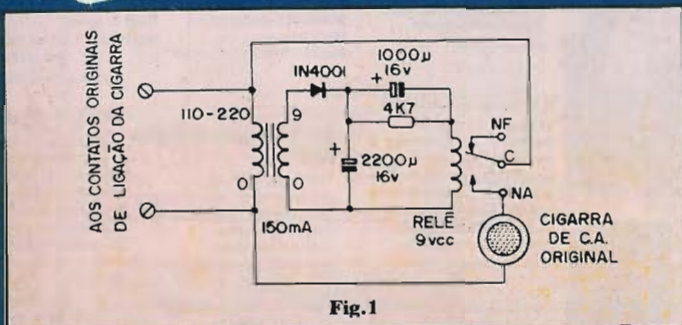 AOS CONTATOS ORIGINAIS
DE LIGAÇÃO DA CIGARRA
110-220
0
9
0
150mA
1N4001
1000µ
16v
+
4K7
+
2200µ
16v
RELÊ
9vcc
NF
C
NA
CIGARRA
DE C.A.
ORIGINAL
Fig.1